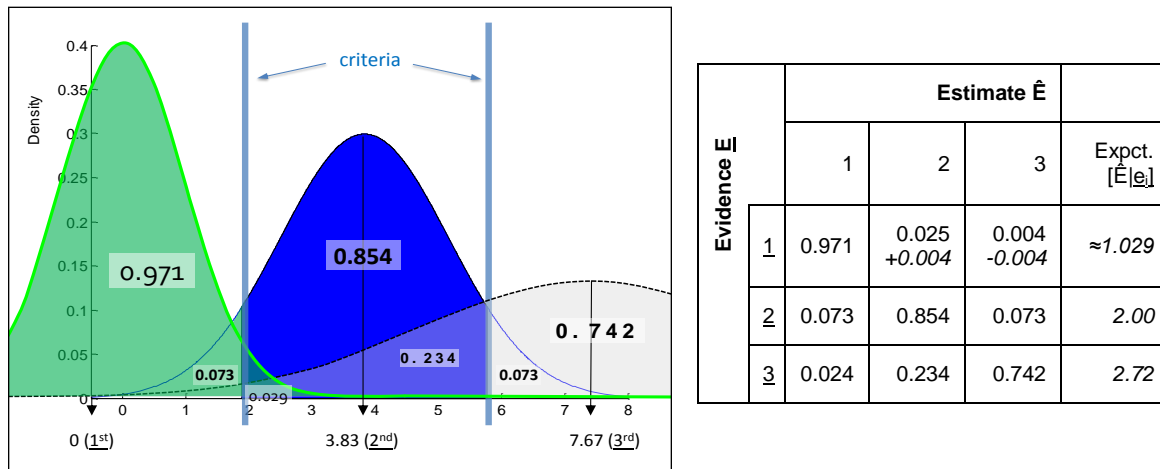 criteria
Density
0.4
0.35
0.3
0.25
0.2
0.15
0.1
0.05
0
0.971
0.854
0.742
0.234
0.073
0.073
0.029
0 1 2 3 4 5 6 7 8
0 (1st) 3.83 (2nd) 7.67 (3rd)
Evidence E
Estimate Ê
1 2 3 Expct.
[Ê|ei]
1 0.971 0.025 0.004 ≈1.029
+0.004 -0.004
2 0.073 0.854 0.073 2.00
3 0.024 0.234 0.742 2.72